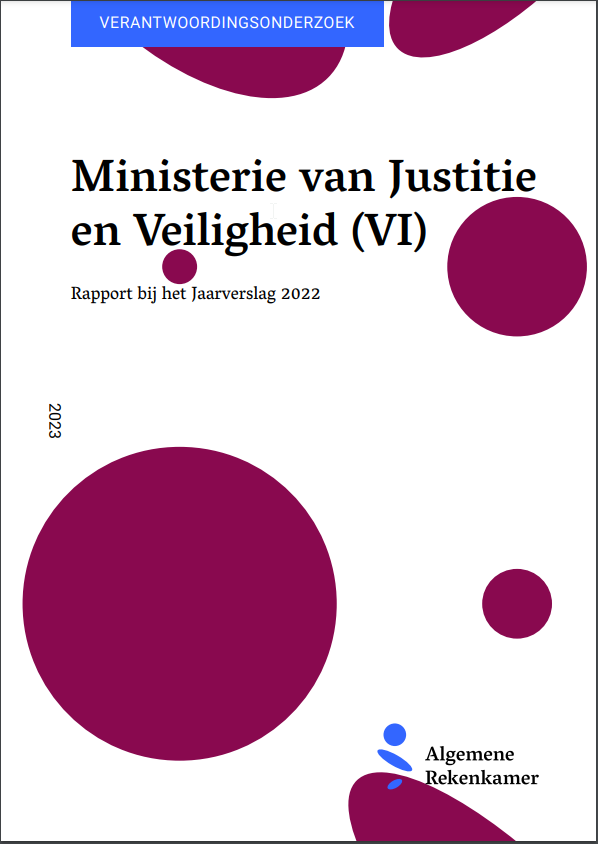 VERANTWOORDINGSONDERZOEK
Ministerie van Justitie
en Veiligheid (VI)
Rapport bij het Jaarverslag 2022
2023
Algemene
Rekenkamer